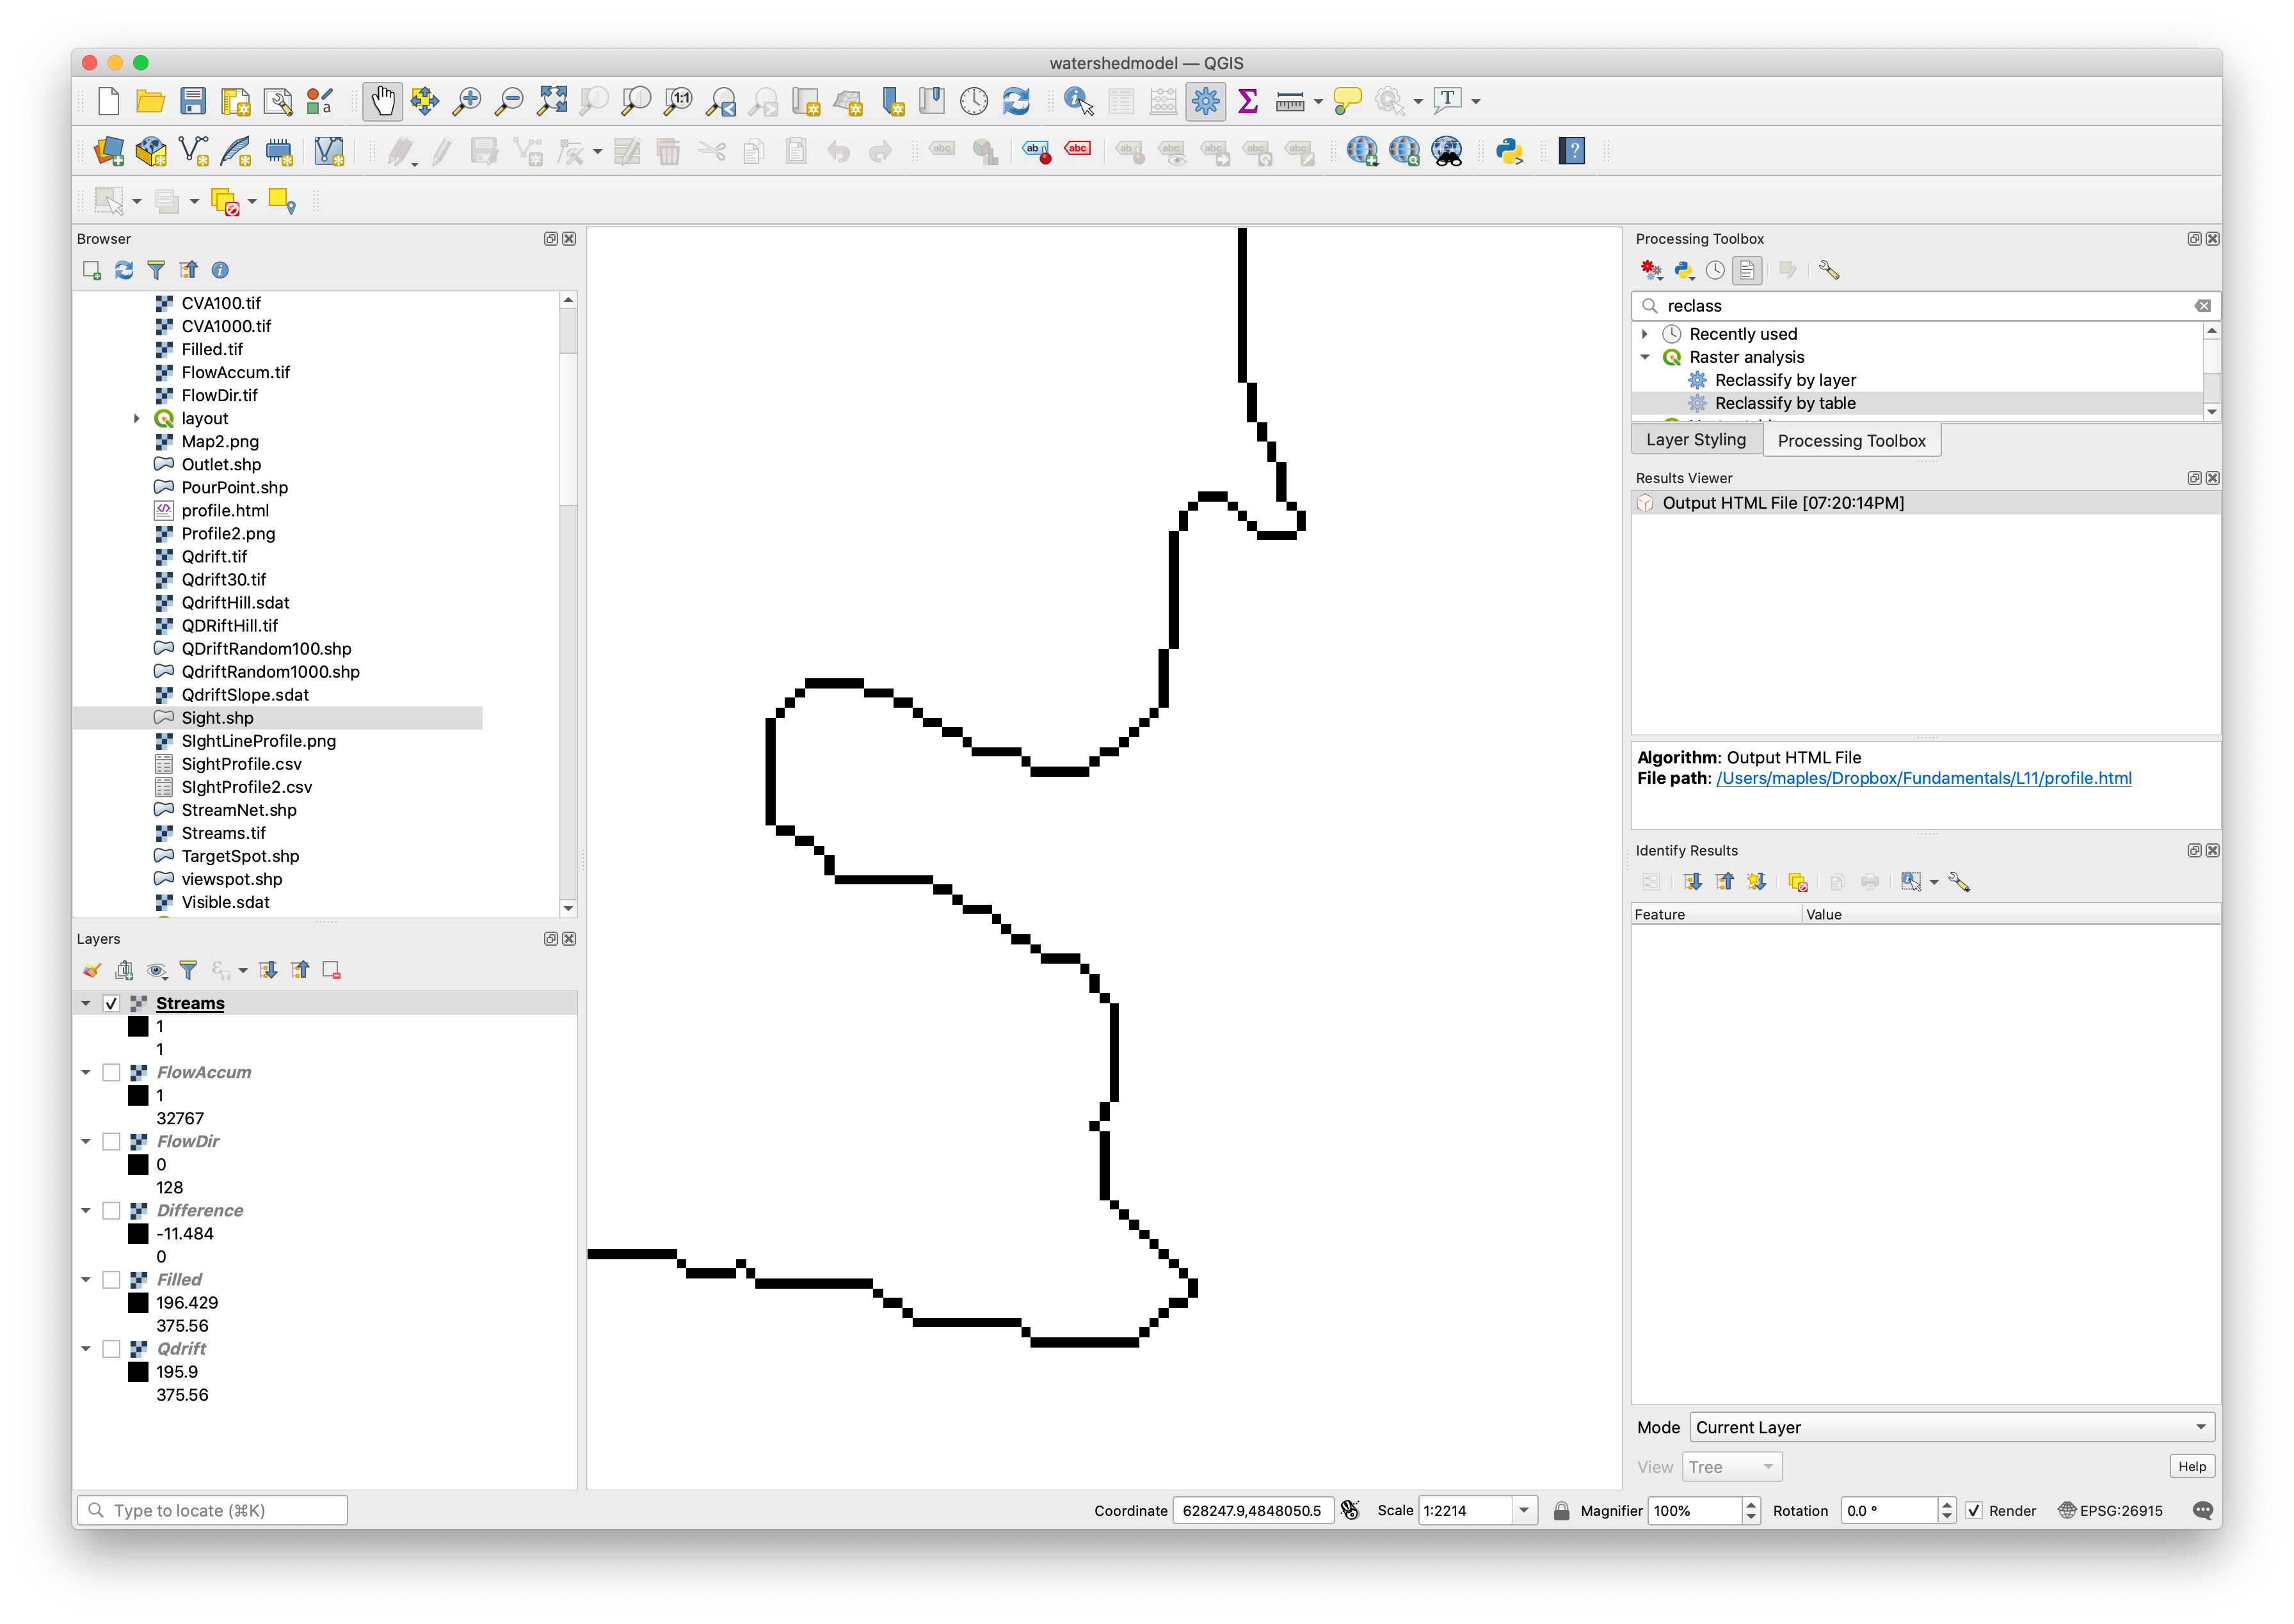 watershedmodel — QGIS
Browser
CVA100.tif
CVA1000.tif
Filled.tif
FlowAccum.tif
FlowDir.tif
layout
Map2.png
Outlet.shp
PourPoint.shp
profile.html
Profile2.png
Qdrift.tif
Qdrift30.tif
QdriftHill.sdat
QDRiftHill.tif
QDriftRandom100.shp
QdriftRandom1000.shp
QdriftSlope.sdat
Sight.shp
SIghtLineProfile.png
SightProfile.csv
SIghtProfile2.csv
StreamNet.shp
Streams.tif
TargetSpot.shp
viewspot.shp
Visible.sdat
Layers
Streams
1
1
FlowAccum
1
32767
FlowDir
0
128
Difference
-11.484
0
Filled
196.429
375.56
Qdrift
195.9
375.56
Processing Toolbox
reclass
Recently used
Raster analysis
Reclassify by layer
Reclassify by table
Layer Styling Processing Toolbox
Results Viewer
Output HTML File [07:20:14PM]
Algorithm: Output HTML File
File path: /Users/maples/Dropbox/Fundamentals/L11/profile.html
Identify Results
Feature Value
Mode Current Layer
View Tree Help
Type to locate (⌘K) Coordinate 628247.9,4848050.5 Scale 1:2214 Magnifier 100% Rotation 0.0 ° Render EPSG:26915